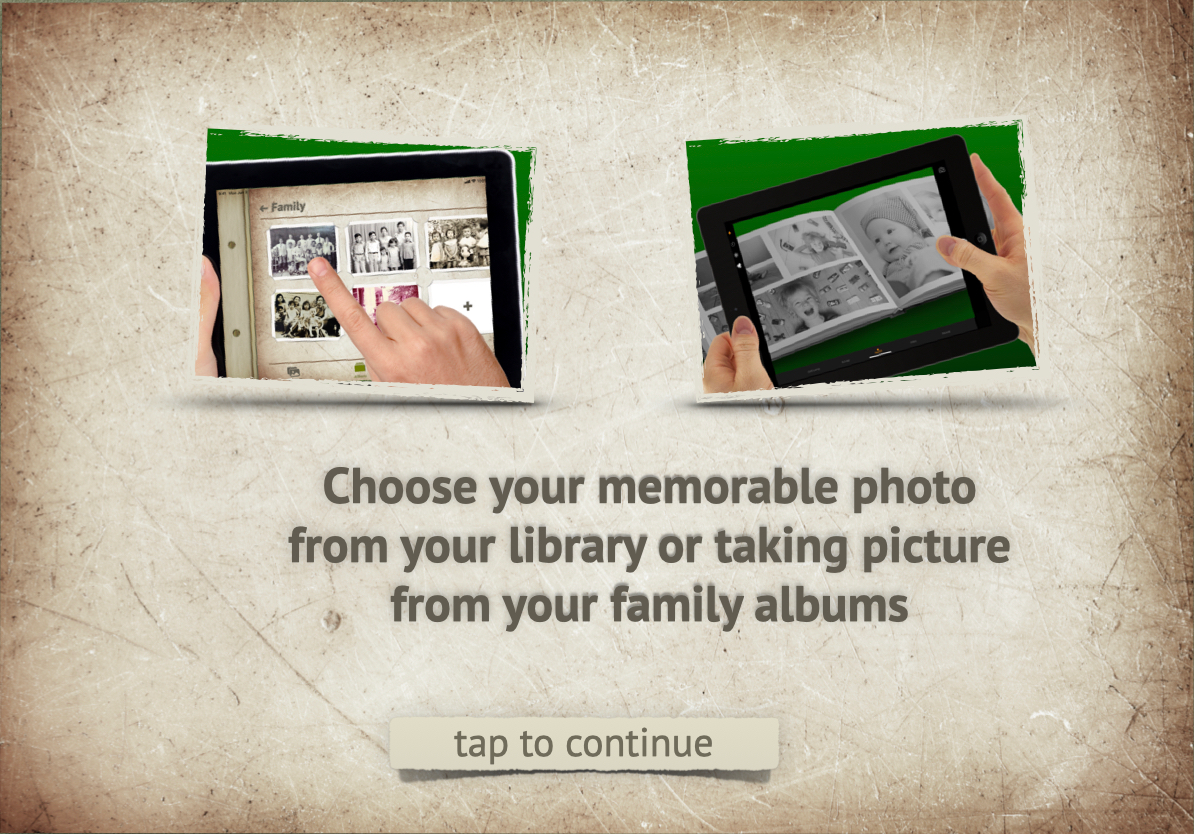 ← Family
+
Choose your memorable photo
from your library or taking picture
from your family albums
tap to continue